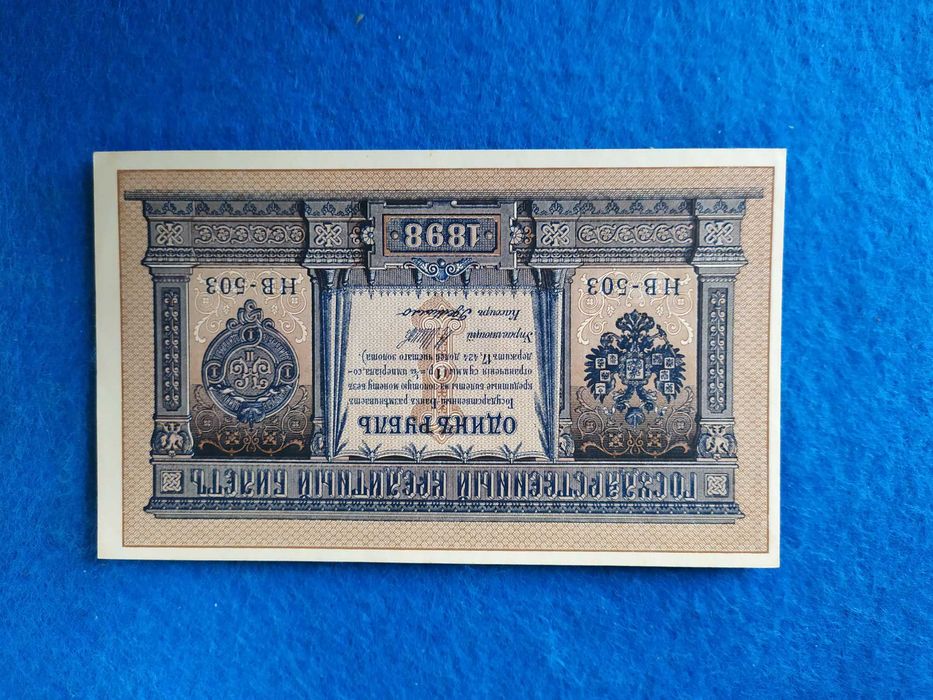 ГОСУДАРСТВЕННЫЙ КРЕДИТНЫЙ БИЛЕТЪ
ОДИНЪ РУБЛЬ
Государственный Банкъ размѣниваетъ
кредитные билеты на золотую монету безъ
ограниченія суммы (1 р. = 1/15 имперіала, со-
держитъ 17,424 долей чистаго золота).
Управляющій
Кассиръ
НВ-503
НВ-503
1898